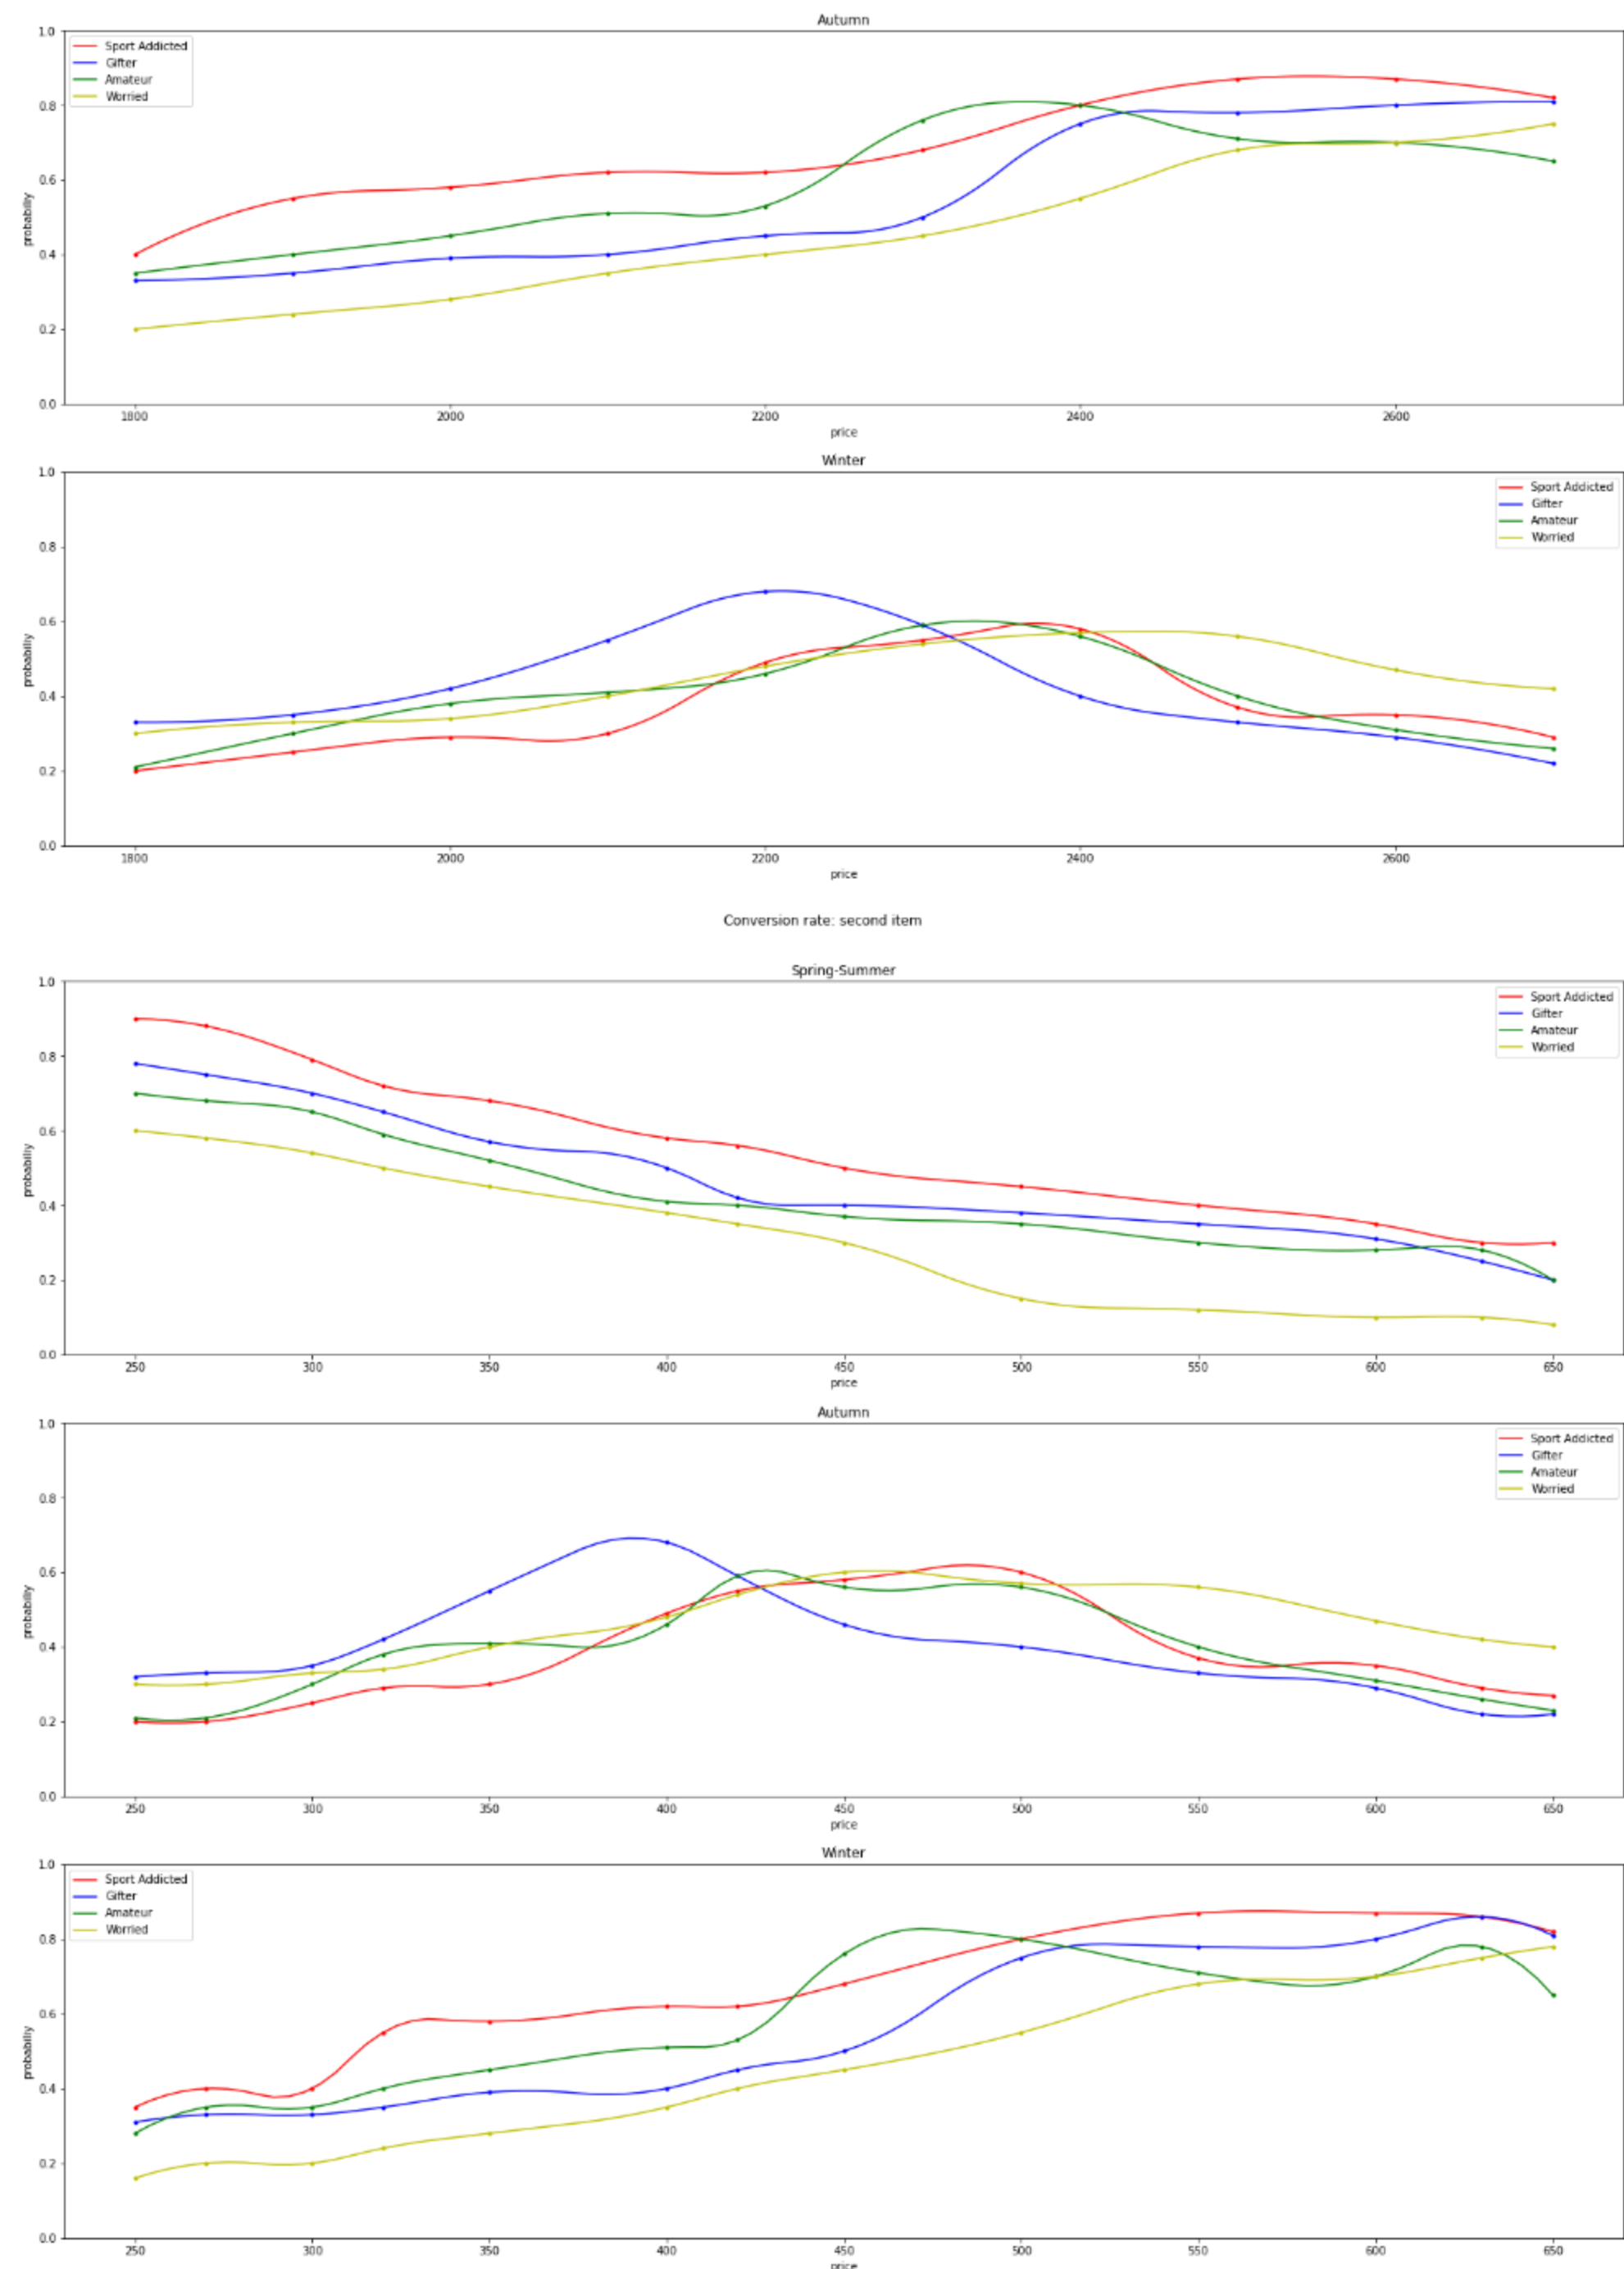 Autumn
1.0
0.8
0.6
0.4
0.2
0.0
probabiliy
Sport Addicted
Gifter
Amateur
Worried
1800 2000 2200 2400 2600
price
Winter
1.0
0.8
0.6
0.4
0.2
0.0
probabiliy
Sport Addicted
Gifter
Amateur
Worried
1800 2000 2200 2400 2600
price
Conversion rate: second item
Spring-Summer
1.0
0.8
0.6
0.4
0.2
0.0
probabiliy
Sport Addicted
Gifter
Amateur
Worried
250 300 350 400 450 500 550 600 650
price
Autumn
1.0
0.8
0.6
0.4
0.2
0.0
probabiliy
Sport Addicted
Gifter
Amateur
Worried
250 300 350 400 450 500 550 600 650
price
Winter
1.0
0.8
0.6
0.4
0.2
0.0
probabiliy
Sport Addicted
Gifter
Amateur
Worried
250 300 350 400 450 500 550 600 650
price